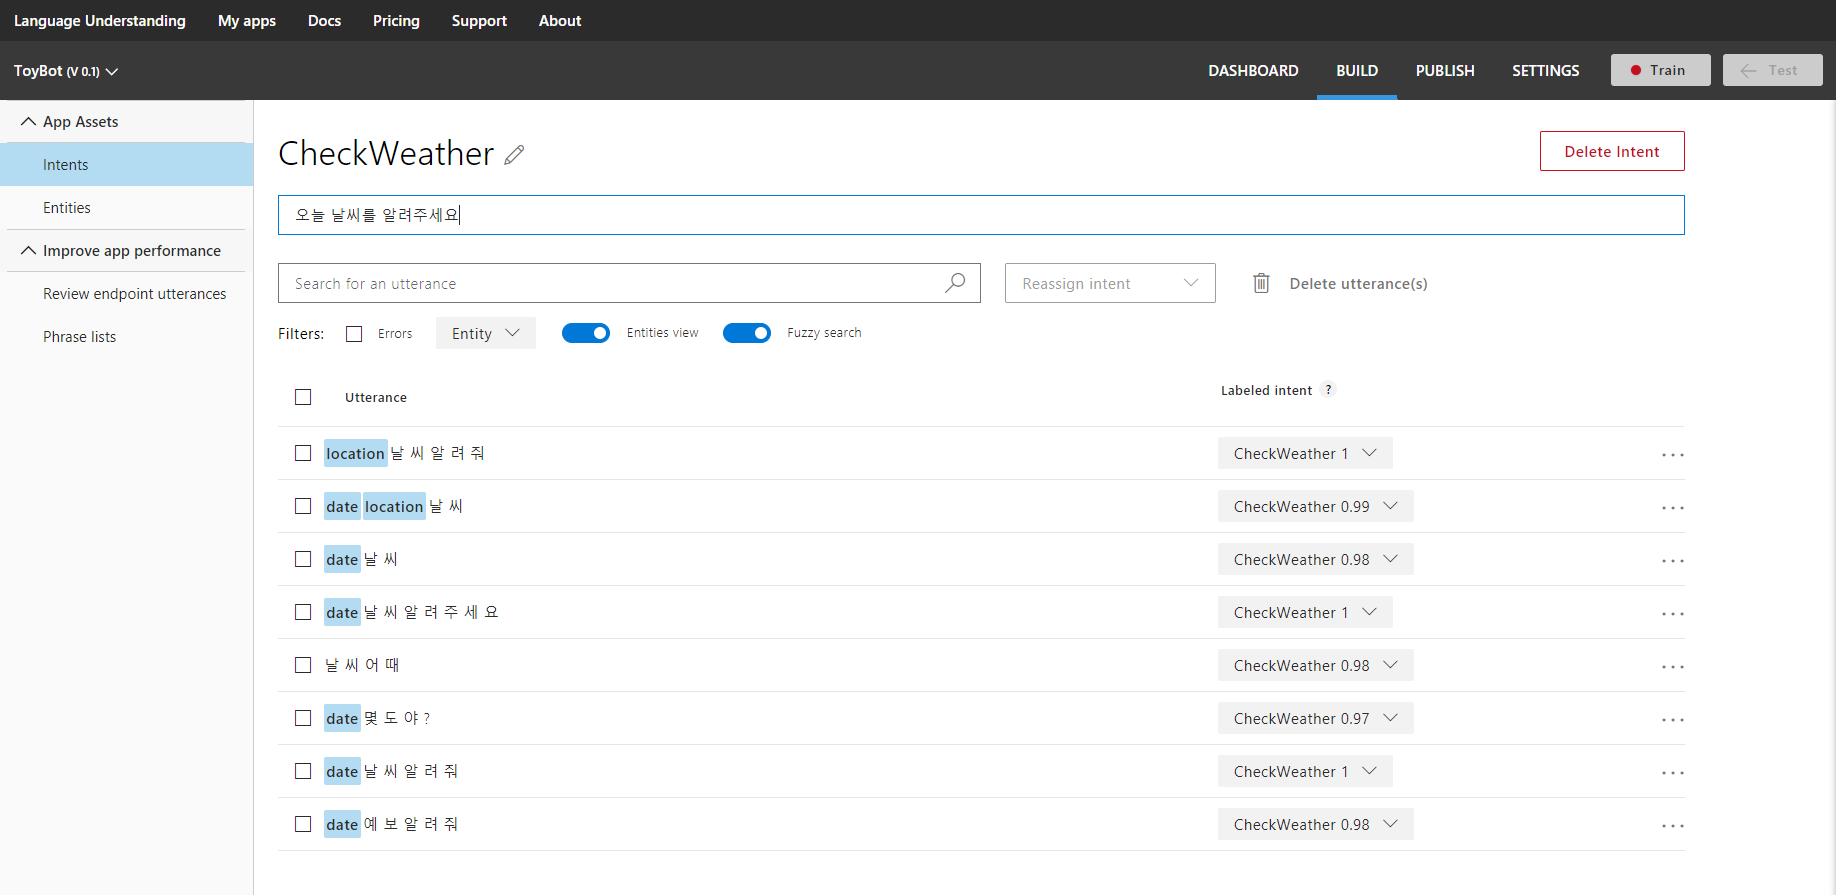 Language Understanding My apps Docs Pricing Support About
ToyBot (V 0.1) DASHBOARD BUILD PUBLISH SETTINGS Train Test
App Assets
Intents
Entities
Improve app performance
Review endpoint utterances
Phrase lists
CheckWeather Delete Intent
오늘 날씨를 알려주세요
Search for an utterance Reassign intent Delete utterance(s)
Filters: Errors Entity Entities view Fuzzy search
Utterance Labeled intent ?
location 날 씨 알 려 줘 CheckWeather 1 ...
date location 날 씨 CheckWeather 0.99 ...
date 날 씨 CheckWeather 0.98 ...
date 날 씨 알 려 주 세 요 CheckWeather 1 ...
날 씨 어 때 CheckWeather 0.98 ...
date 몇 도 야 ? CheckWeather 0.97 ...
date 날 씨 알 려 줘 CheckWeather 1 ...
date 예 보 알 려 줘 CheckWeather 0.98 ...